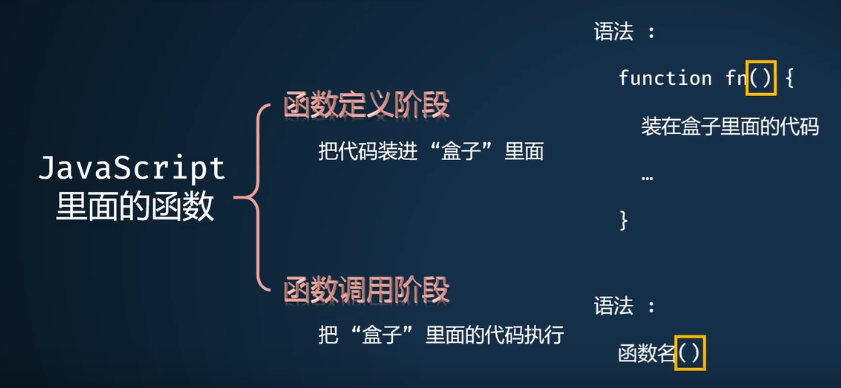 JavaScript
里面的函数
函数定义阶段
把代码装进 “盒子” 里面
语法 :
function fn() {
装在盒子里面的代码
…
}
函数调用阶段
把 “盒子” 里面的代码执行
语法 :
函数名()